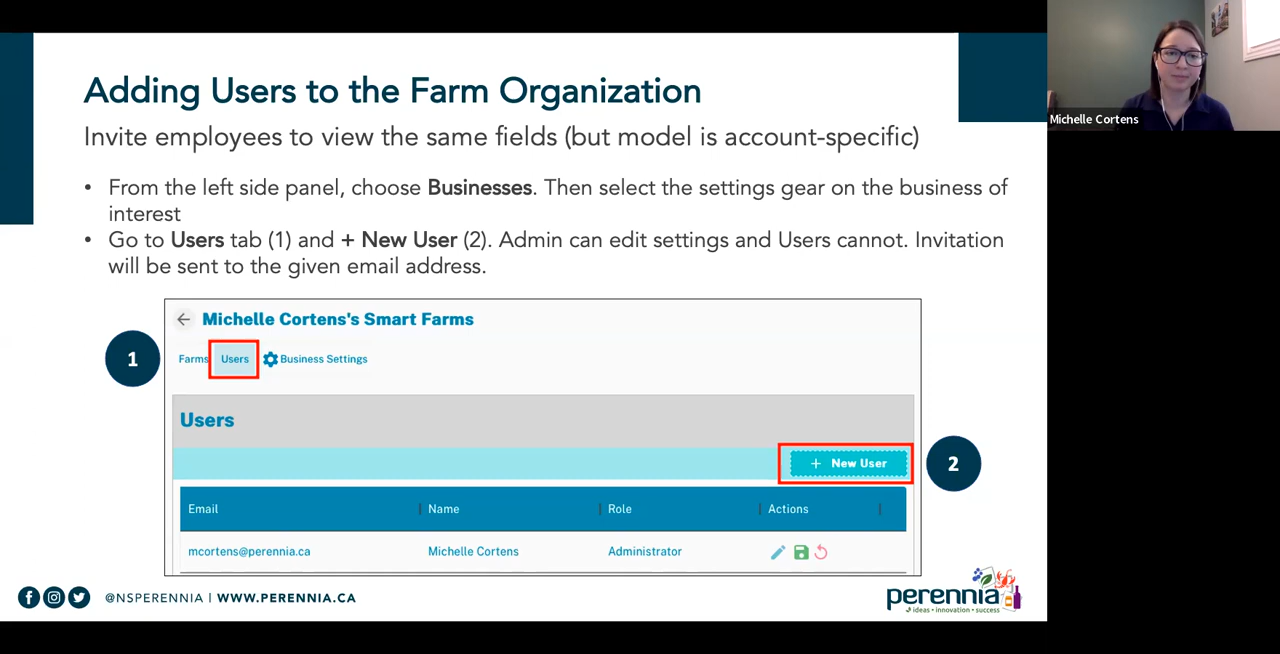 Adding Users to the Farm Organization
Invite employees to view the same fields (but model is account-specific)
• From the left side panel, choose Businesses. Then select the settings gear on the business of
interest
• Go to Users tab (1) and + New User (2). Admin can edit settings and Users cannot. Invitation
will be sent to the given email address.
Michelle Cortens
Michelle Cortens's Smart Farms
1
Farms Users Business Settings
Users
+ New User
2
Email Name Role Actions
mcortens@perennia.ca Michelle Cortens Administrator
@NSPERENNIA | WWW.PERENNIA.CA
perennia
ideas • innovation • success